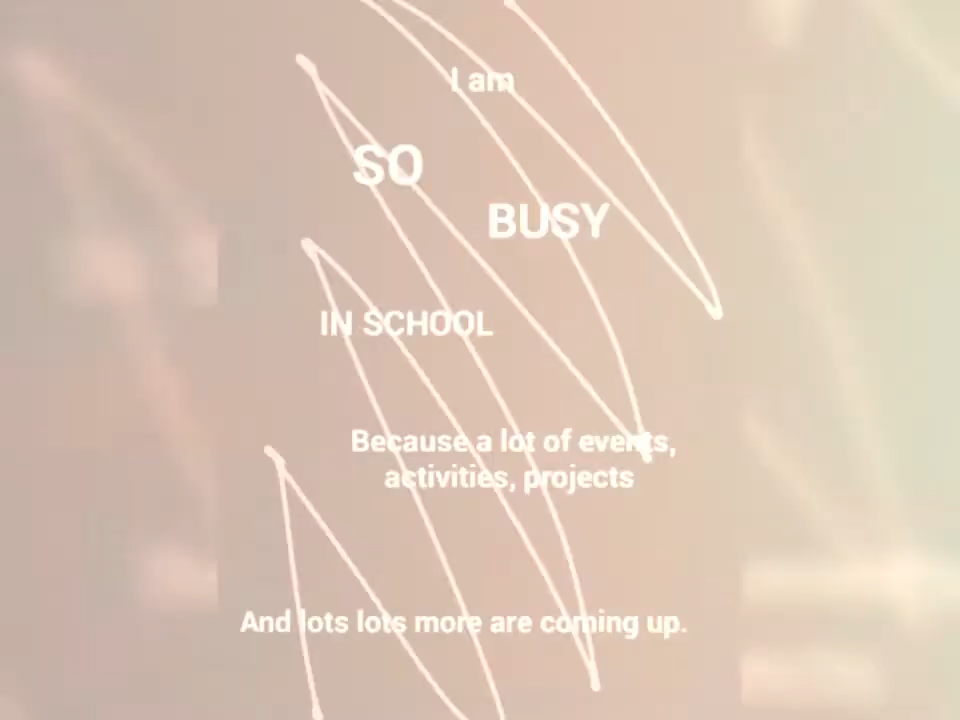 I am
SO
BUSY
IN SCHOOL
Because a lot of events,
activities, projects
And lots lots more are coming up.